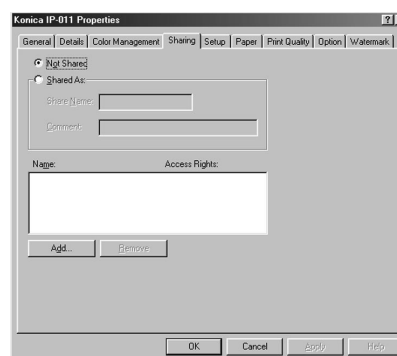 Konica IP-011 Properties ?
General Details Color Management Sharing Setup Paper Print Quality Option Watermark
Not Shared
Shared As:
Share Name:
Comment:
Name: Access Rights:
Add... Remove
OK Cancel Apply Help